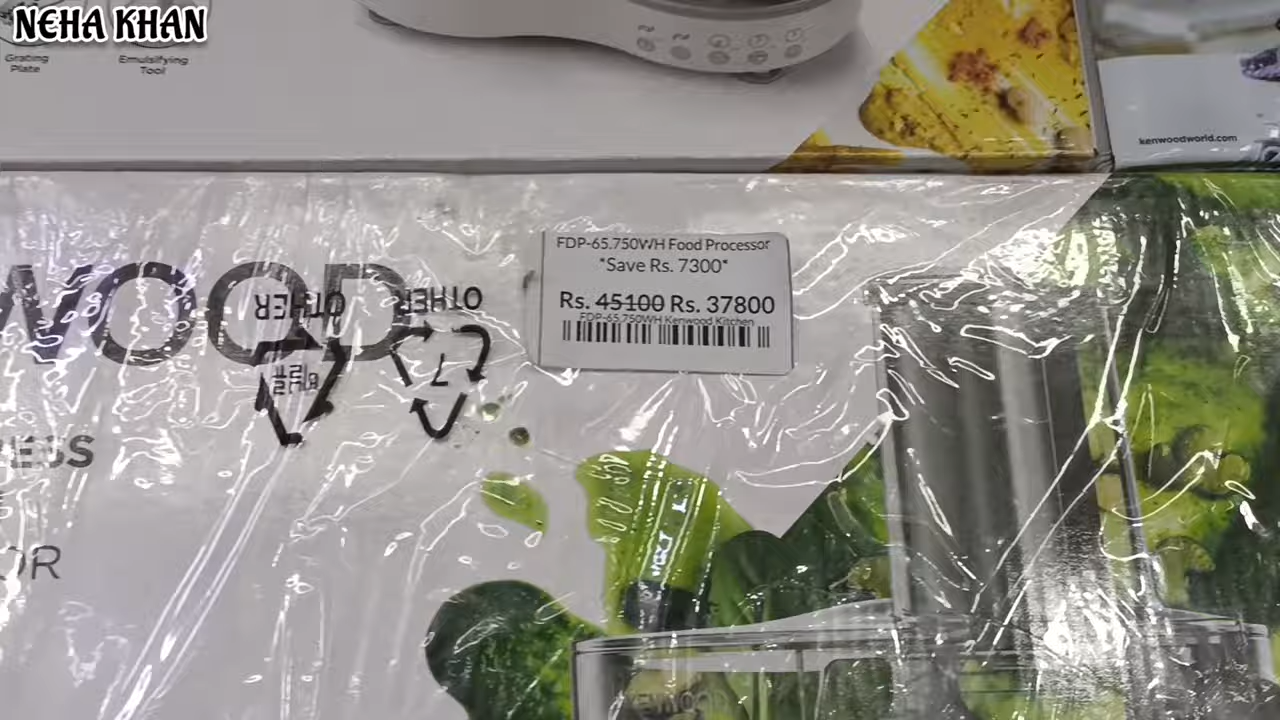 NEHA KHAN
Grating
Plate
Emulsifying
Tool
kenwoodworld.com
FDP-65.750WH Food Processor
*Save Rs. 7300*
Rs. 45100 Rs. 37800
FDP-65.750WH Kenwood Kitchen
WOOD
OTHER
OTHER
7
ESS
OR
KENWOOD